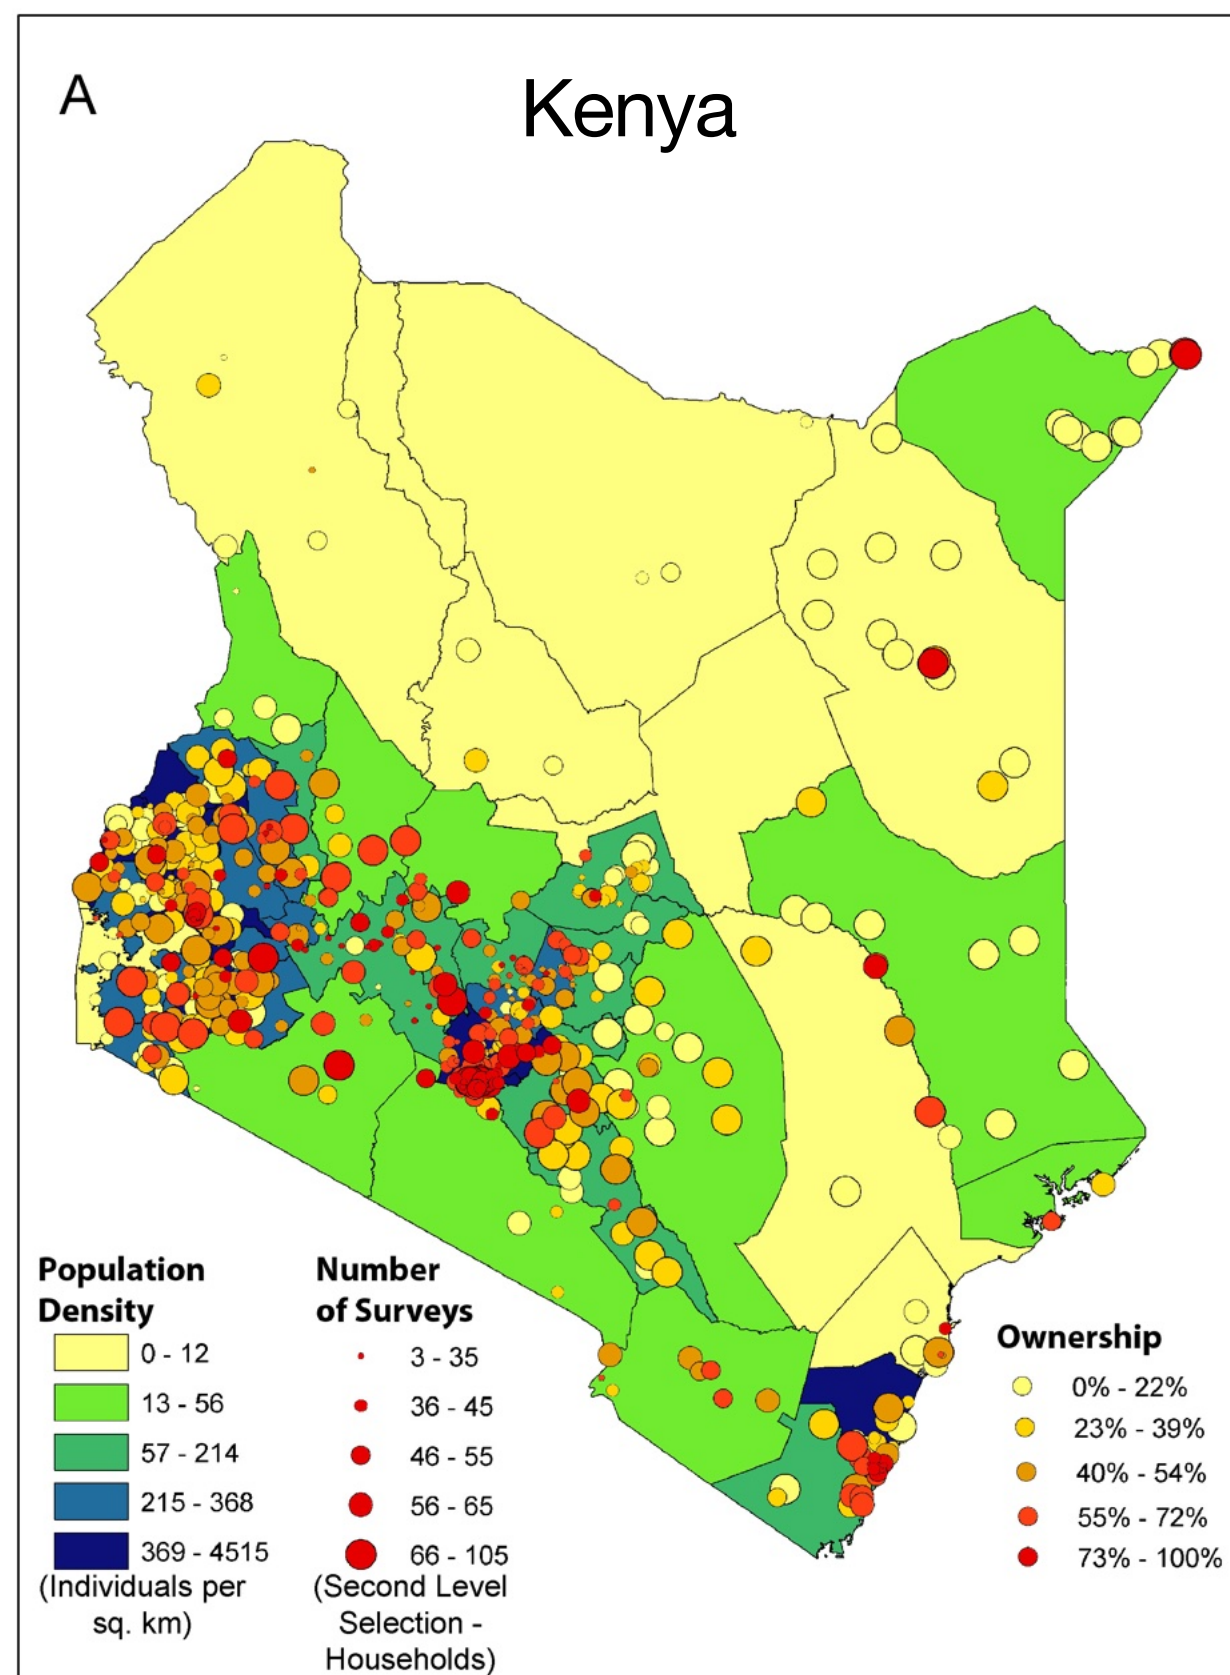 A
Kenya
Population
Density
0 - 12
13 - 56
57 - 214
215 - 368
369 - 4515
(Individuals per
sq. km)
Number
of Surveys
3 - 35
36 - 45
46 - 55
56 - 65
66 - 105
(Second Level
Selection -
Households)
Ownership
0% - 22%
23% - 39%
40% - 54%
55% - 72%
73% - 100%